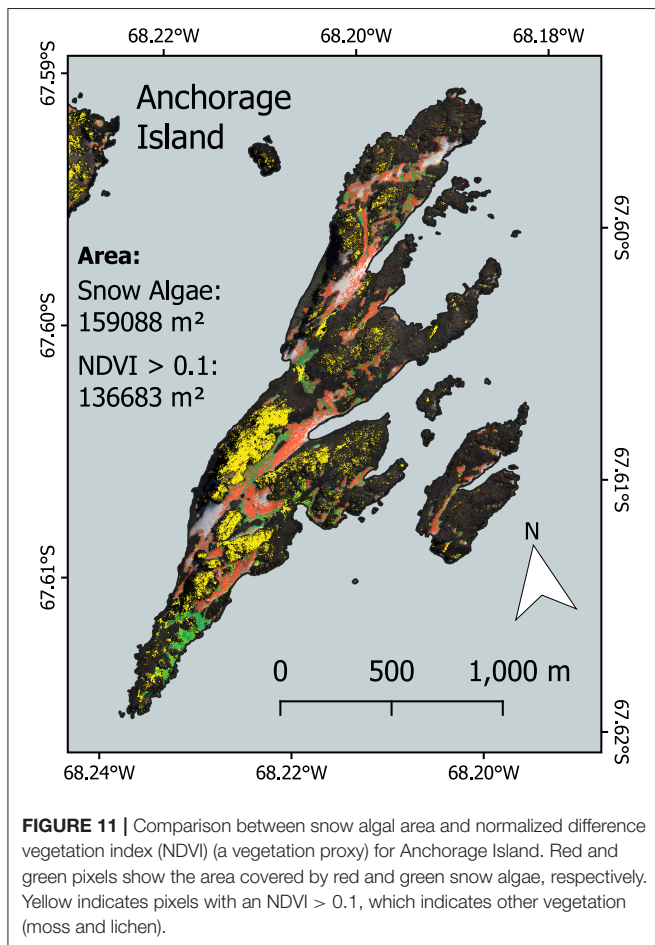 68.22°W 68.20°W 68.18°W
67.59°S
Anchorage
Island
67.60°S
Area:
Snow Algae:
159088 m²
67.60°S
NDVI > 0.1:
136683 m²
67.61°S
N
67.61°S
0 500 1,000 m
67.62°S
68.24°W 68.22°W 68.20°W
FIGURE 11 | Comparison between snow algal area and normalized difference
vegetation index (NDVI) (a vegetation proxy) for Anchorage Island. Red and
green pixels show the area covered by red and green snow algae, respectively.
Yellow indicates pixels with an NDVI > 0.1, which indicates other vegetation
(moss and lichen).